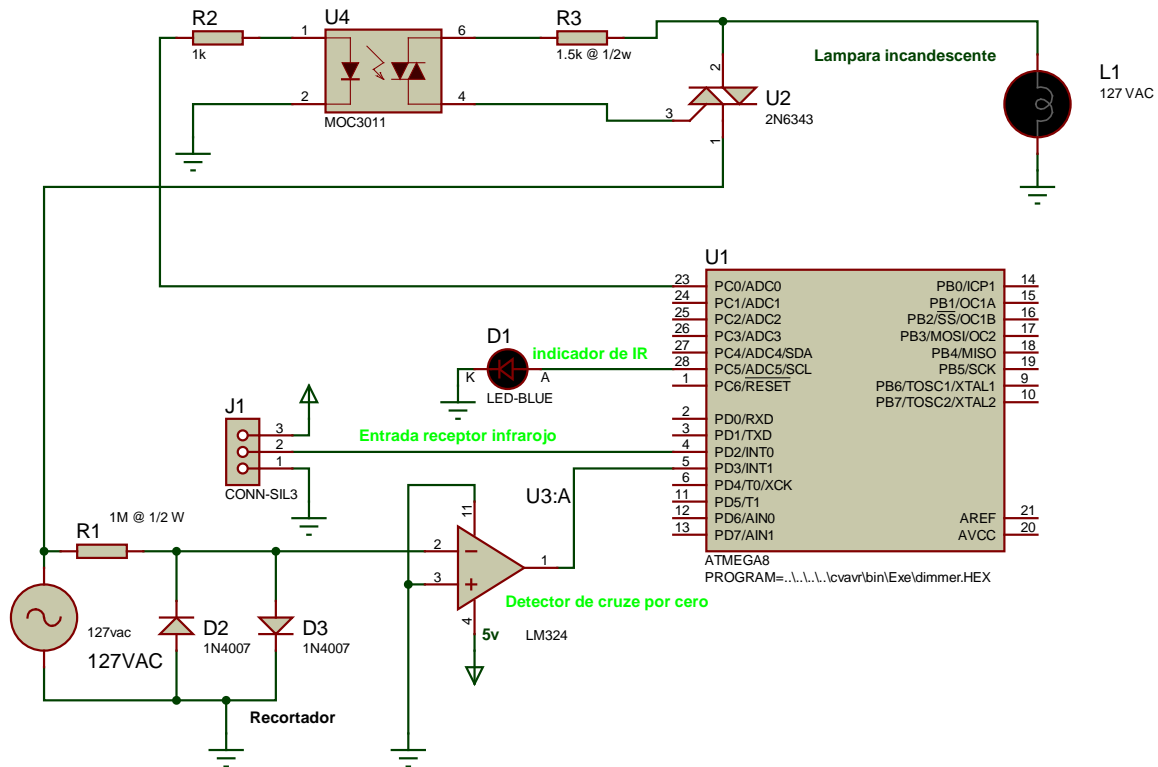 R2
1k
1
2
U4
6
4
MOC3011
R3
1.5k @ 1/2w
2
3
1
U2
2N6343
Lampara incandescente
L1
127 VAC
U1
23 PC0/ADC0
24 PC1/ADC1
25 PC2/ADC2
26 PC3/ADC3
27 PC4/ADC4/SDA
28 PC5/ADC5/SCL
1 PC6/RESET
2 PD0/RXD
3 PD1/TXD
4 PD2/INT0
5 PD3/INT1
6 PD4/T0/XCK
11 PD5/T1
12 PD6/AIN0
13 PD7/AIN1
PB0/ICP1 14
PB1/OC1A 15
PB2/SS/OC1B 16
PB3/MOSI/OC2 17
PB4/MISO 18
PB5/SCK 19
PB6/TOSC1/XTAL1 9
PB7/TOSC2/XTAL2 10
AREF 21
AVCC 20
ATMEGA8
PROGRAM=..\..\..\..\cvavr\bin\Exe\dimmer.HEX
D1
indicador de IR
K
A
LED-BLUE
J1
3
2
1
CONN-SIL3
Entrada receptor infrarojo
U3:A
11
2
3
1
4
5v
LM324
Detector de cruze por cero
R1
1M @ 1/2 W
127vac
127VAC
D2
1N4007
D3
1N4007
Recortador